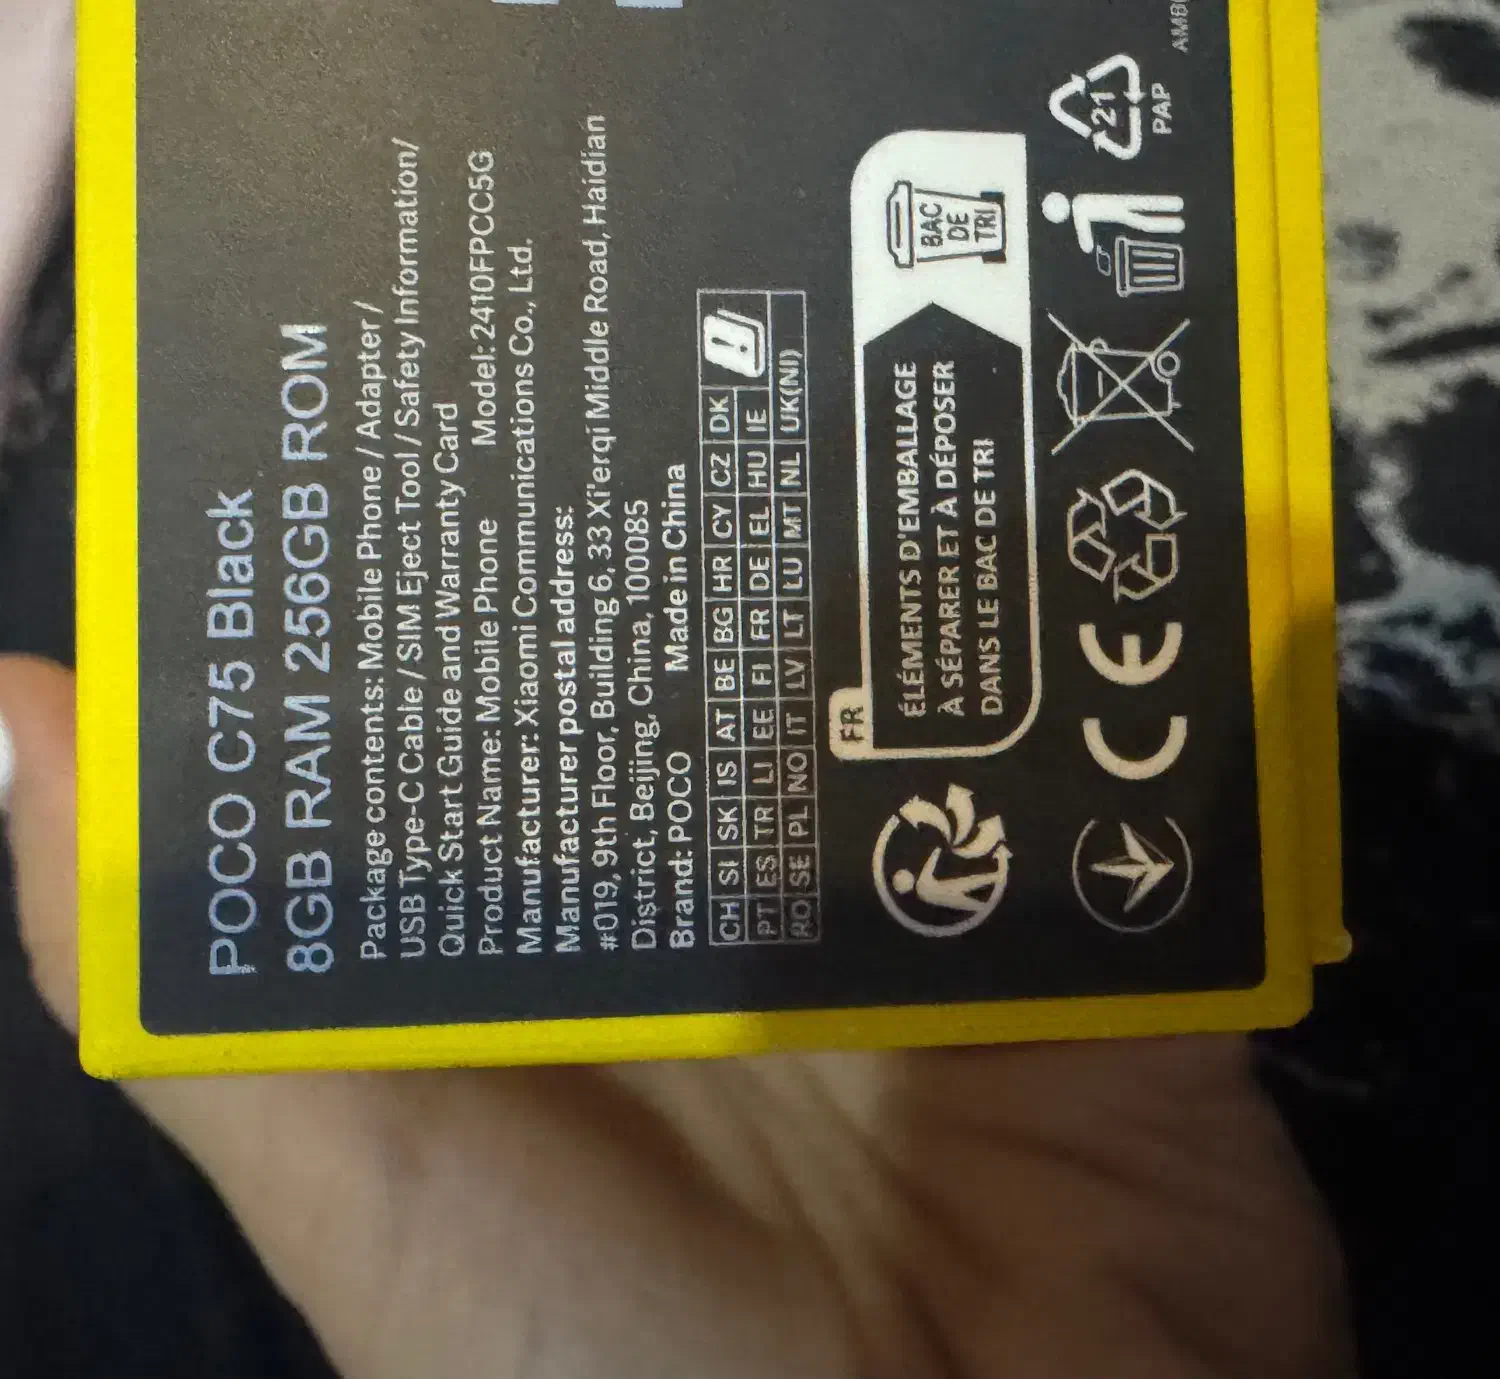 POCO C75 Black
8GB RAM 256GB ROM
Package contents: Mobile Phone / Adapter /
USB Type-C Cable / SIM Eject Tool / Safety Information/
Quick Start Guide and Warranty Card
Product Name: Mobile Phone Model: 2410FPCC5G
Manufacturer: Xiaomi Communications Co., Ltd.
Manufacturer postal address:
#019, 9th Floor, Building 6, 33 Xi'erqi Middle Road, Haidian
District, Beijing, China, 100085
Brand: POCO Made in China
CH SI SK IS AT BE BG HR CY CZ DK
PT ES TR LI EE FI FR DE EL HU IE
RO SE PL NO IT LV LT LU MT NL UK(NI)
FR
ÉLÉMENTS D'EMBALLAGE
À SÉPARER ET À DÉPOSER
DANS LE BAC DE TRI
BAC
DE
TRI
CE
21
PAP